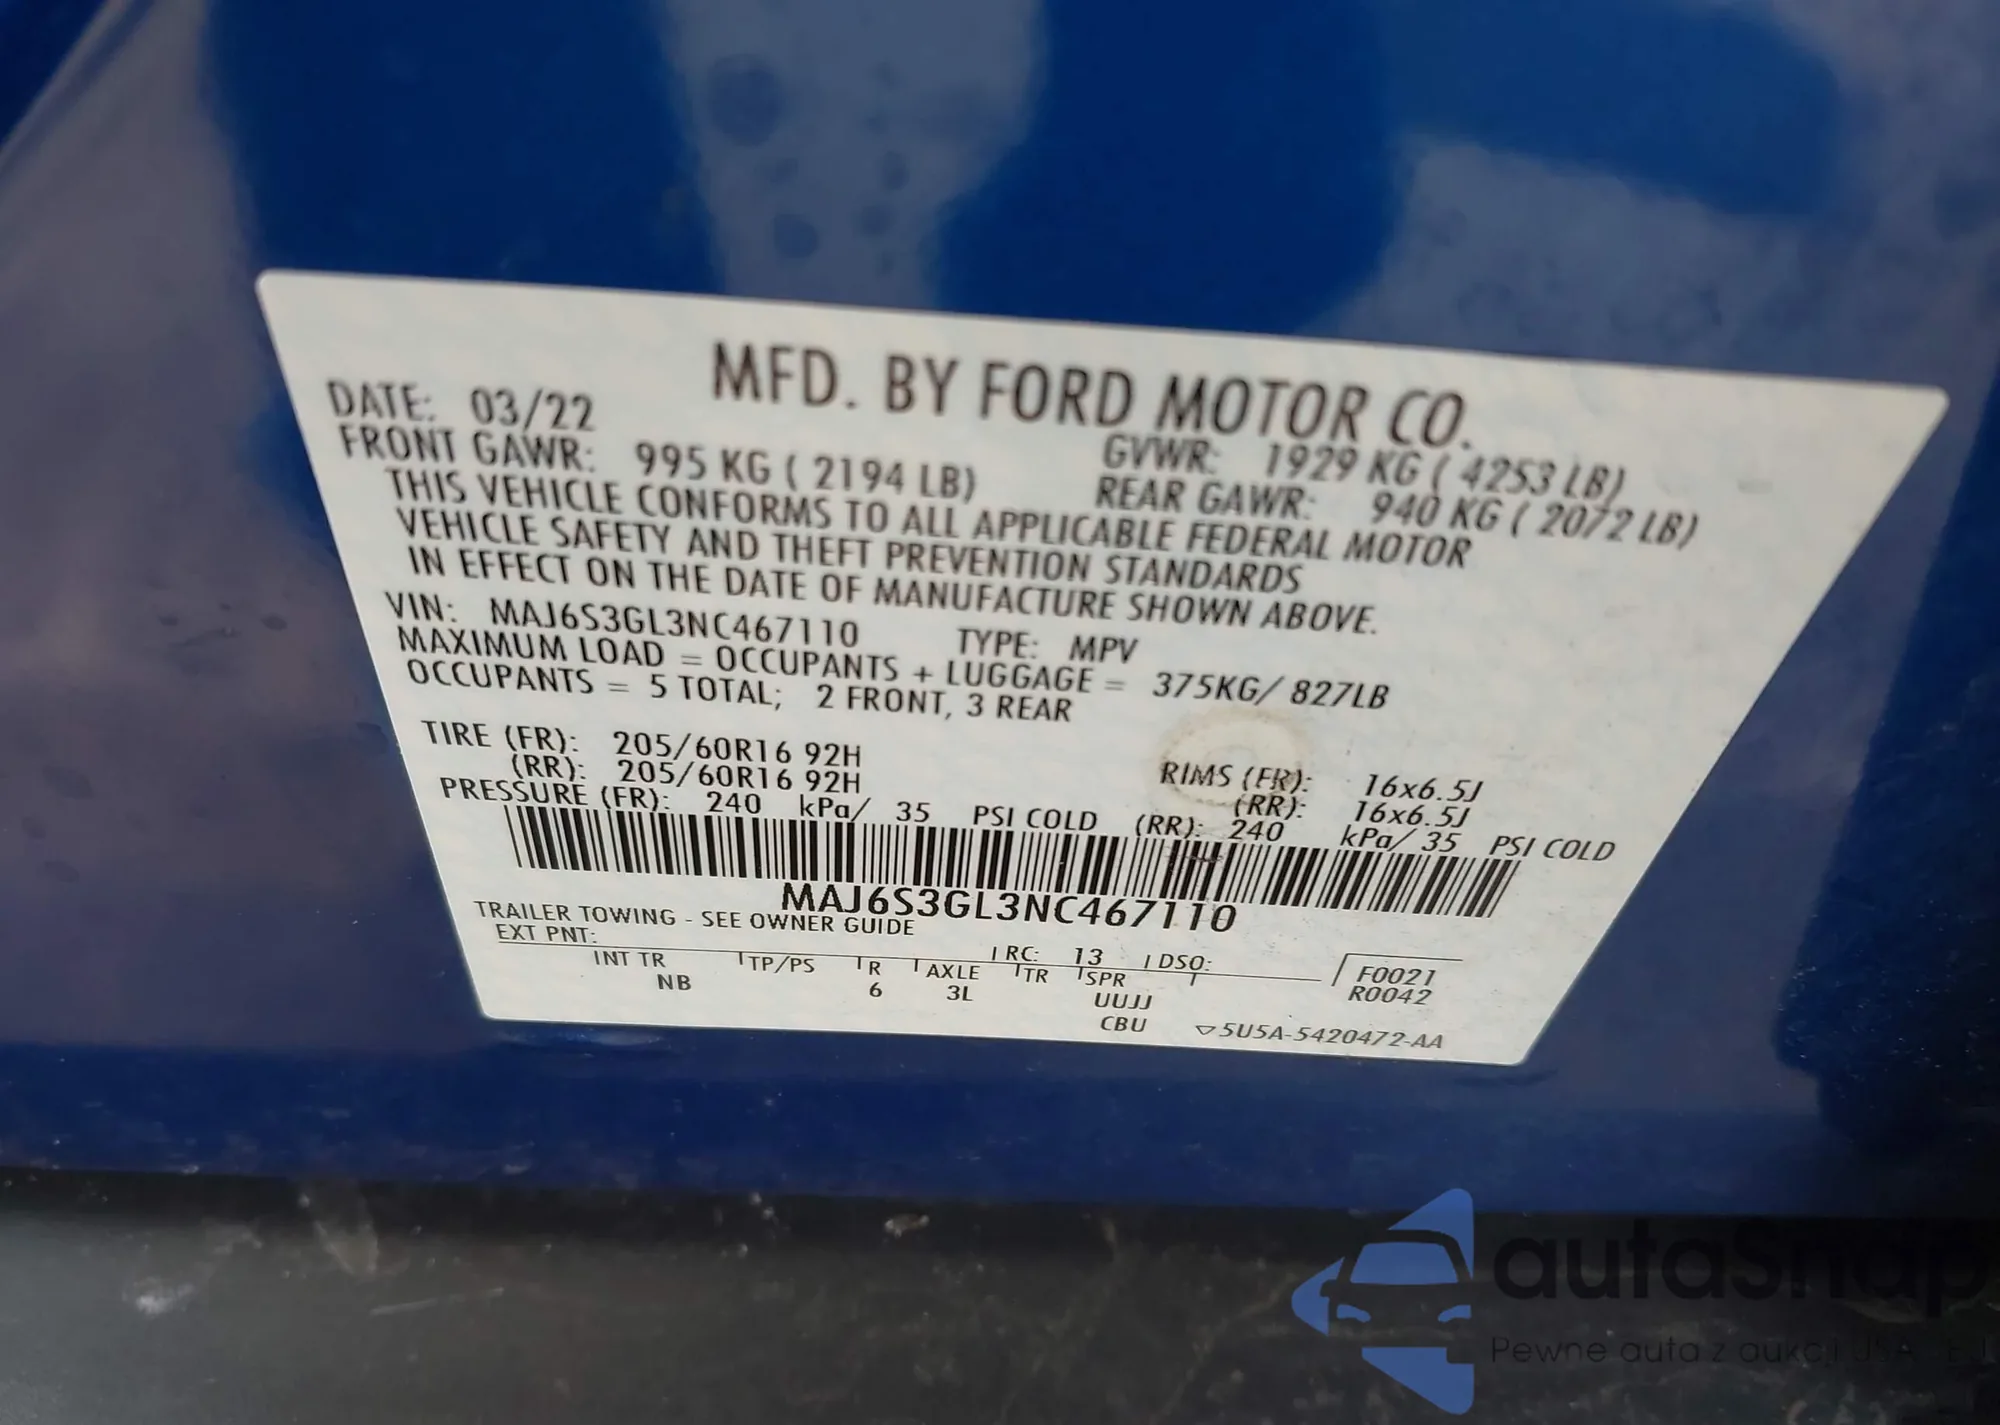 MFD. BY FORD MOTOR CO.
DATE: 03/22
GVWR: 1929 KG ( 4253 LB)
FRONT GAWR: 995 KG ( 2194 LB)
REAR GAWR: 940 KG ( 2072 LB)
THIS VEHICLE CONFORMS TO ALL APPLICABLE FEDERAL MOTOR
VEHICLE SAFETY AND THEFT PREVENTION STANDARDS
IN EFFECT ON THE DATE OF MANUFACTURE SHOWN ABOVE.
VIN: MAJ6S3GL3NC467110 TYPE: MPV
MAXIMUM LOAD = OCCUPANTS + LUGGAGE = 375KG/ 827LB
OCCUPANTS = 5 TOTAL; 2 FRONT, 3 REAR
TIRE (FR): 205/60R16 92H RIMS (FR): 16x6.5J
(RR): 205/60R16 92H (RR): 16x6.5J
PRESSURE (FR): 240 kPa/ 35 PSI COLD (RR): 240 kPa/ 35 PSI COLD
MAJ6S3GL3NC467110
TRAILER TOWING - SEE OWNER GUIDE
EXT PNT: RC: 13 DSO:
INT TR TP/PS R AXLE TR SPR F0021
NB 6 3L UUJJ R0042
CBU 5U5A-5420472-AA
autaSnap
Pewne auta z aukcji USA